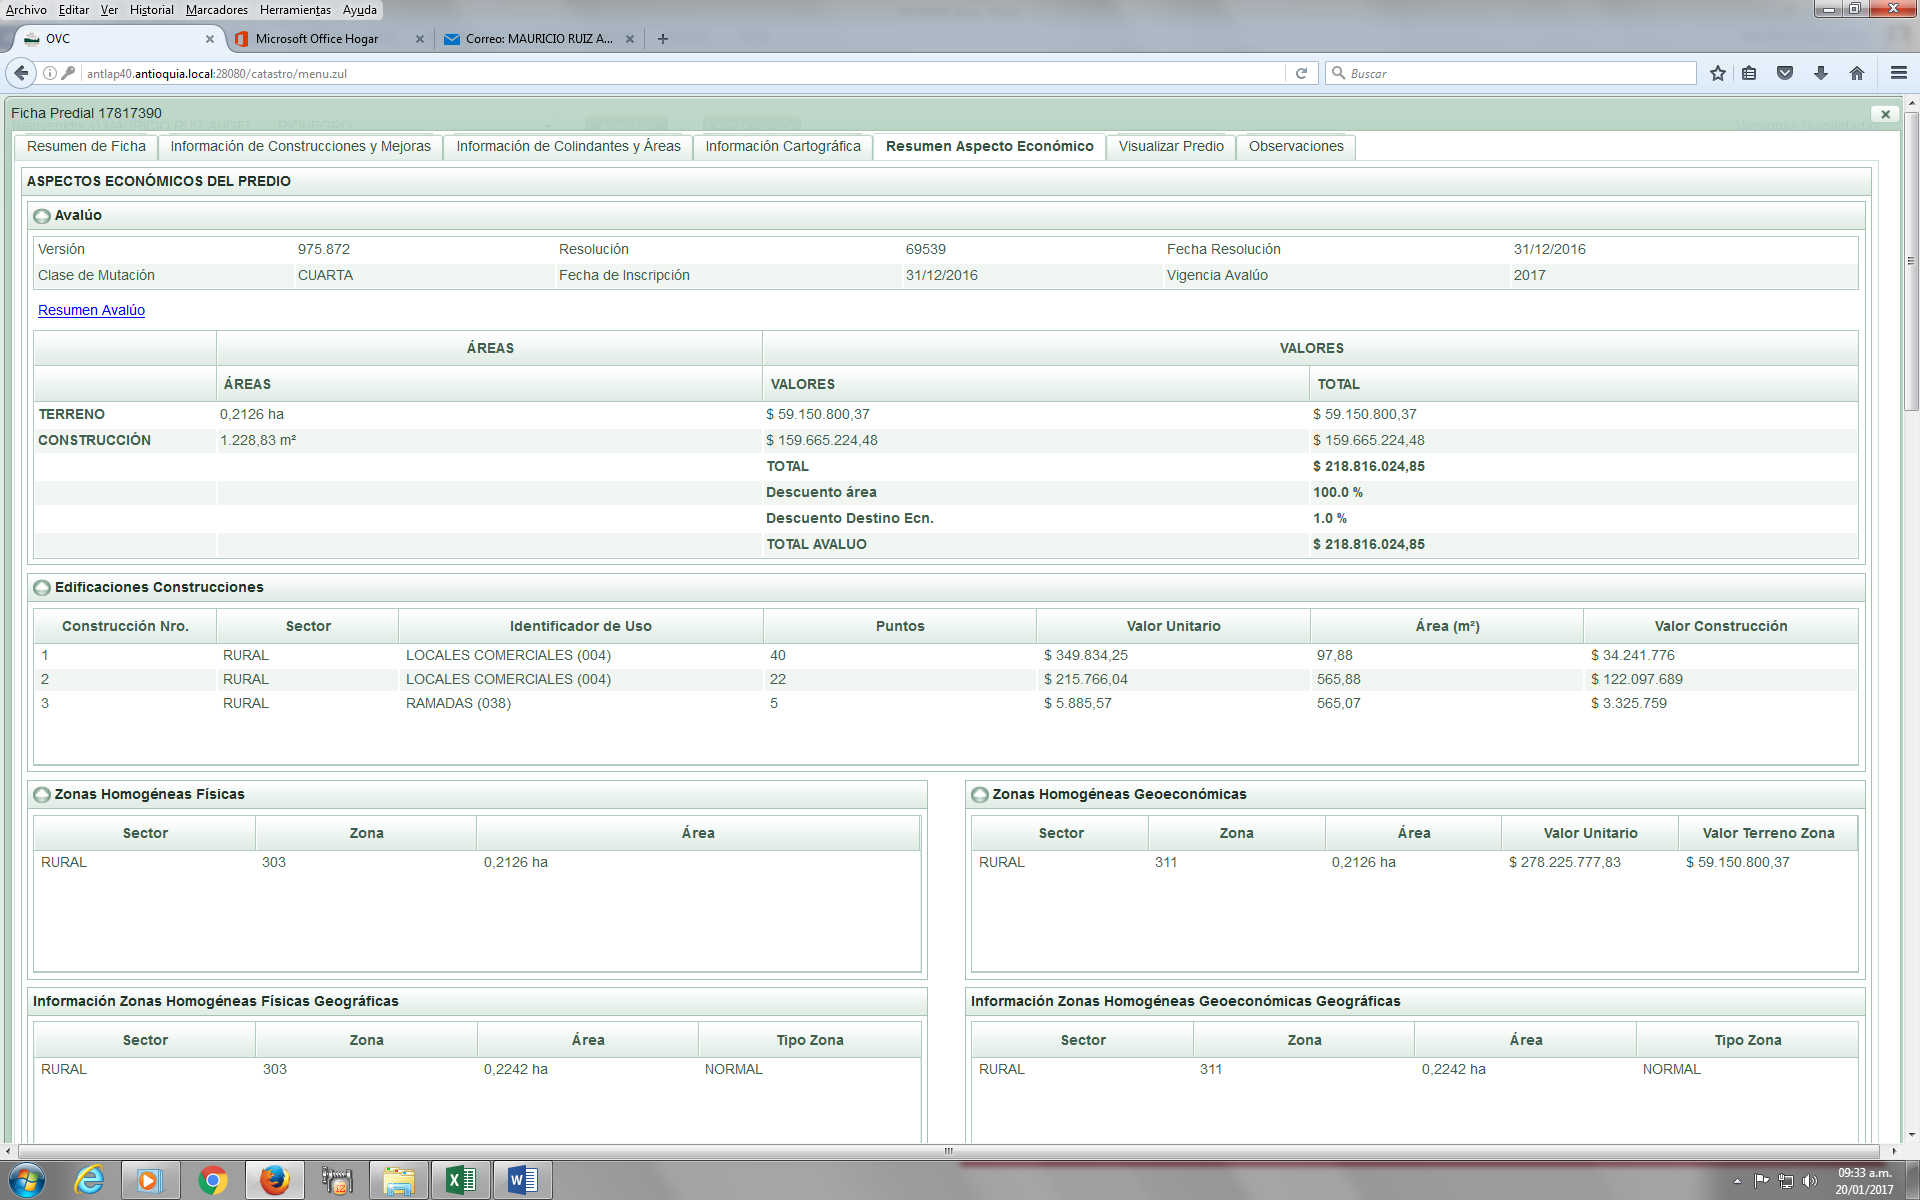 Archivo Editar Ver Historial Marcadores Herramientas Ayuda
OVC Microsoft Office Hogar Correo: MAURICIO RUIZ A...
antlap40.antioquia.local:28080/catastro/menu.zul Buscar
Ficha Predial 17817390
Resumen de Ficha Información de Construcciones y Mejoras Información de Colindantes y Áreas Información Cartográfica Resumen Aspecto Económico Visualizar Predio Observaciones
ASPECTOS ECONÓMICOS DEL PREDIO
Avalúo
Versión 975.872 Resolución 69539 Fecha Resolución 31/12/2016
Clase de Mutación CUARTA Fecha de Inscripción 31/12/2016 Vigencia Avalúo 2017
Resumen Avalúo
ÁREAS VALORES
ÁREAS VALORES TOTAL
TERRENO 0,2126 ha $ 59.150.800,37 $ 59.150.800,37
CONSTRUCCIÓN 1.228,83 m² $ 159.665.224,48 $ 159.665.224,48
TOTAL $ 218.816.024,85
Descuento área 100.0 %
Descuento Destino Ecn. 1.0 %
TOTAL AVALUO $ 218.816.024,85
Edificaciones Construcciones
Construcción Nro. Sector Identificador de Uso Puntos Valor Unitario Área (m²) Valor Construcción
1 RURAL LOCALES COMERCIALES (004) 40 $ 349.834,25 97,88 $ 34.241.776
2 RURAL LOCALES COMERCIALES (004) 22 $ 215.766,04 565,88 $ 122.097.689
3 RURAL RAMADAS (038) 5 $ 5.885,57 565,07 $ 3.325.759
Zonas Homogéneas Físicas Zonas Homogéneas Geoeconómicas
Sector Zona Área Sector Zona Área Valor Unitario Valor Terreno Zona
RURAL 303 0,2126 ha RURAL 311 0,2126 ha $ 278.225.777,83 $ 59.150.800,37
Información Zonas Homogéneas Físicas Geográficas Información Zonas Homogéneas Geoeconómicas Geográficas
Sector Zona Área Tipo Zona Sector Zona Área Tipo Zona
RURAL 303 0,2242 ha NORMAL RURAL 311 0,2242 ha NORMAL
09:33 a.m.
20/01/2017